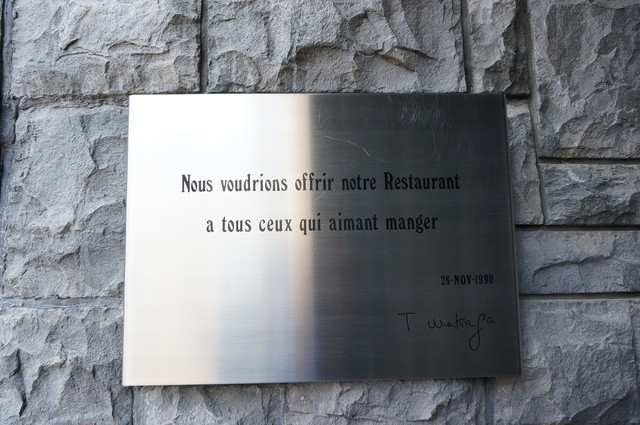 Nous voudrions offrir notre Restaurant
a tous ceux qui aimant manger
28-NOV-1990
T.